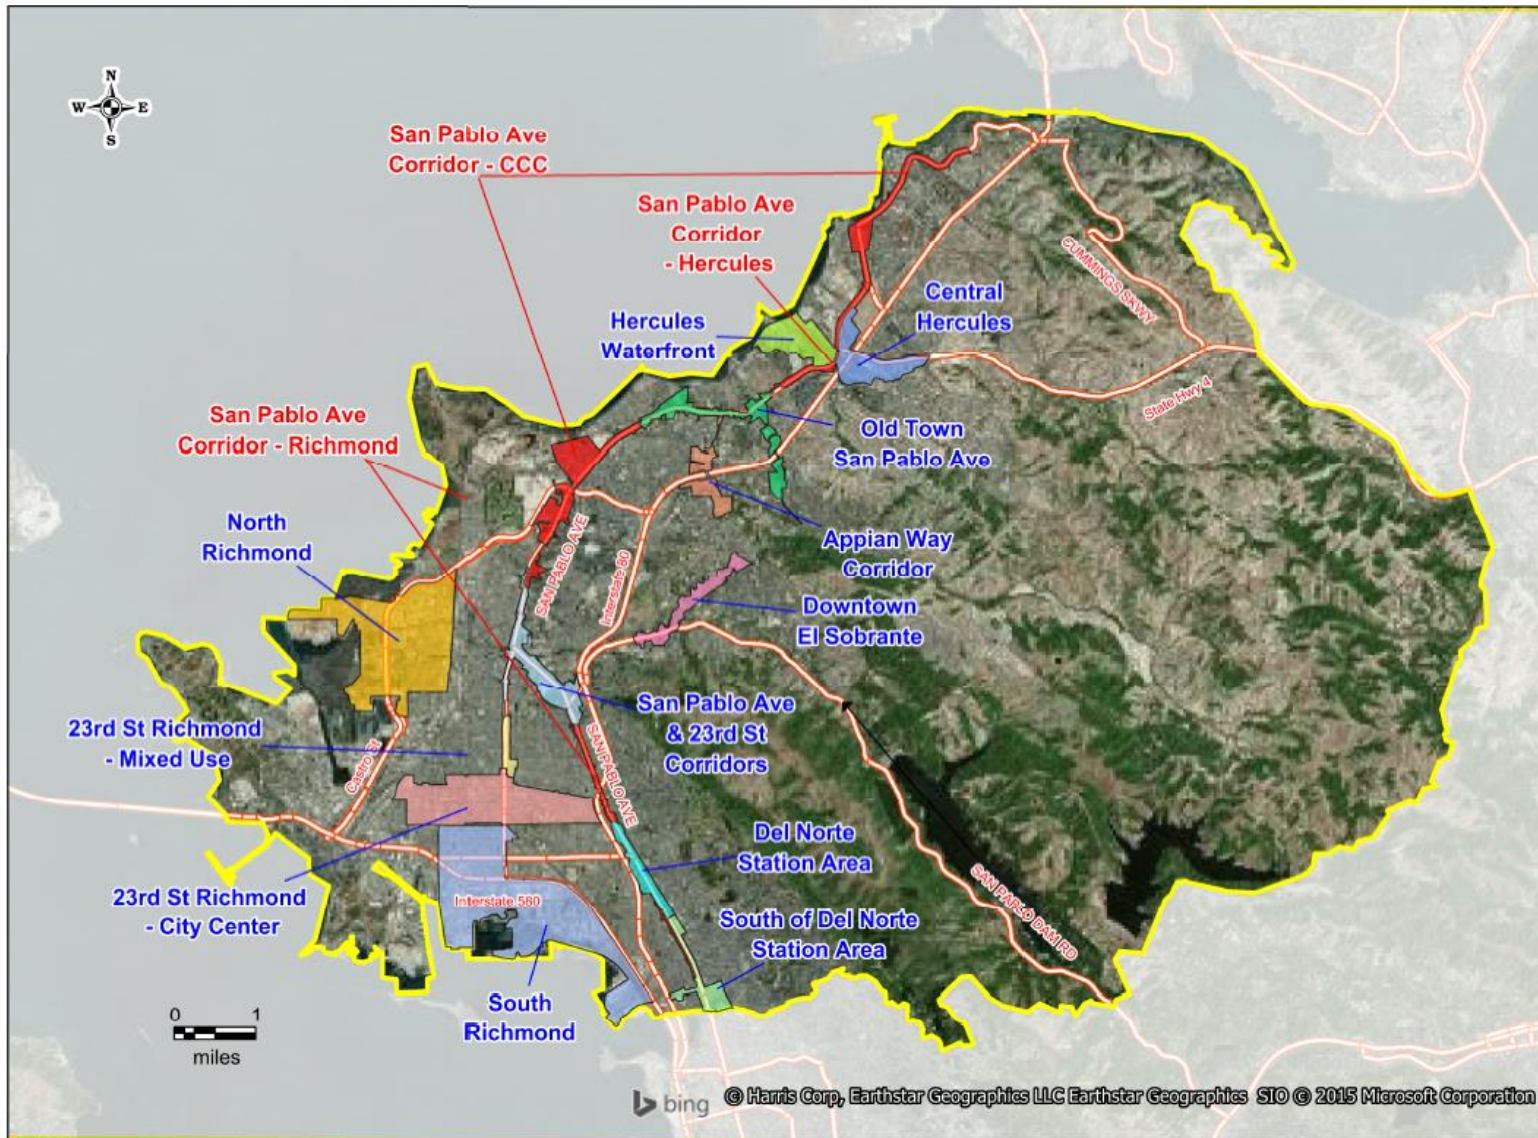 N
W E
S
San Pablo Ave
Corridor - CCC
San Pablo Ave
Corridor
- Hercules
CUMMINGS SKWY
Central
Hercules
Hercules
Waterfront
State Hwy 4
San Pablo Ave
Corridor - Richmond
Old Town
San Pablo Ave
North
Richmond
SAN PABLO AVE
Interstate 80
Appian Way
Corridor
Downtown
El Sobrante
23rd St Richmond
- Mixed Use
Castro St
San Pablo Ave
& 23rd St
Corridors
SAN PABLO AVE
Del Norte
Station Area
23rd St Richmond
- City Center
Interstate 580
SAN PABLO DAM RD
South of Del Norte
Station Area
South
Richmond
0 1
miles
bing
© Harris Corp, Earthstar Geographics LLC Earthstar Geographics SIO © 2015 Microsoft Corporation